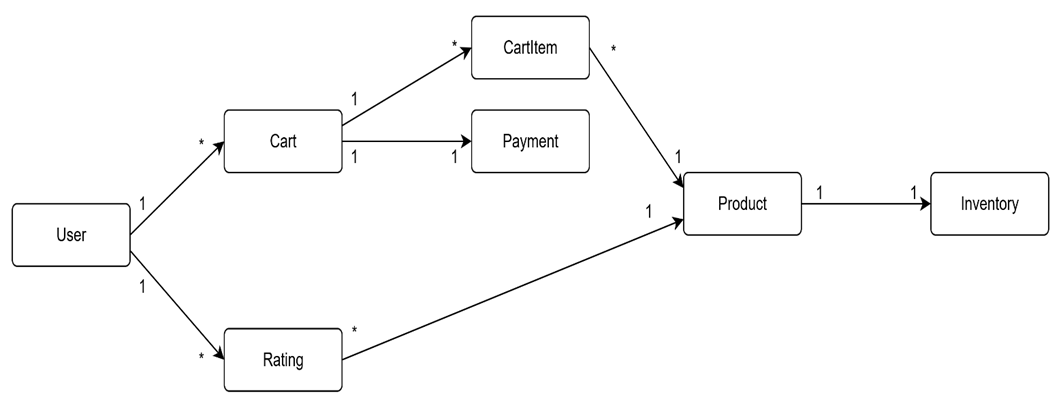 CartItem
*
*
1
Cart
Payment
*
1
1
1
1
Product
1
1
Inventory
1
User
1
1
*
*
Rating